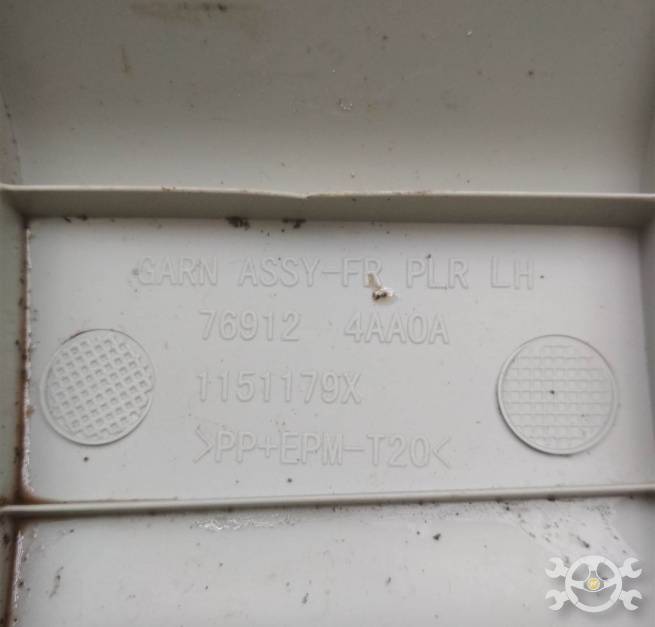 GARN ASSY-FR PLR LH
76912 4AA0A
1151179X
>PP+EPM-T20<